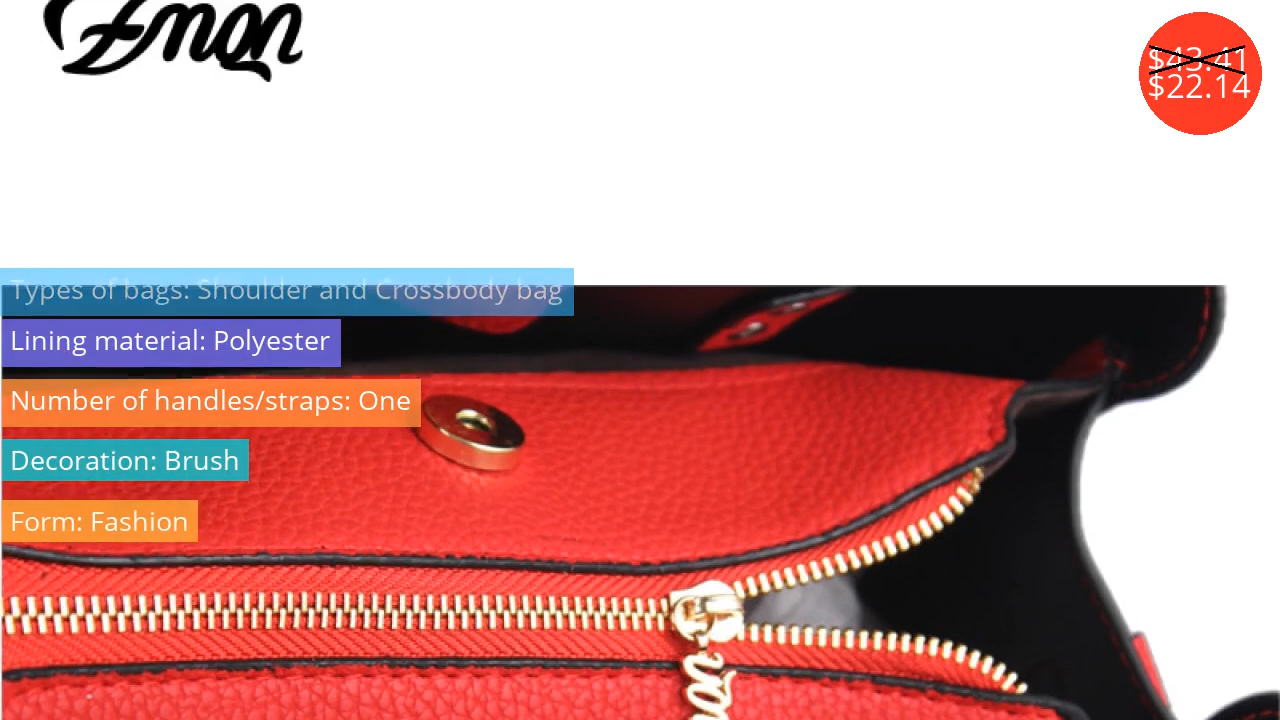 $43.41
$22.14
Types of bags: Shoulder and Crossbody bag
Lining material: Polyester
Number of handles/straps: One
Decoration: Brush
Form: Fashion